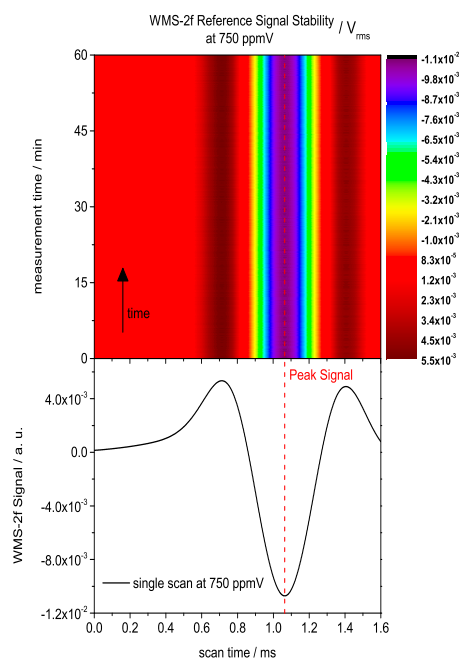 WMS-2f Reference Signal Stability
at 750 ppmV
/ Vrms
60
45
30
15
0
measurement time / min
time
-1.1x10⁻²
-9.8x10⁻³
-8.7x10⁻³
-7.6x10⁻³
-6.5x10⁻³
-5.4x10⁻³
-4.3x10⁻³
-3.2x10⁻³
-2.1x10⁻³
-1.0x10⁻³
8.3x10⁻⁵
1.2x10⁻³
2.3x10⁻³
3.4x10⁻³
4.5x10⁻³
5.5x10⁻³
Peak Signal
4.0x10⁻³
0.0
-4.0x10⁻³
-8.0x10⁻³
-1.2x10⁻²
WMS-2f Signal / a. u.
single scan at 750 ppmV
0.0 0.2 0.4 0.6 0.8 1.0 1.2 1.4 1.6
scan time / ms